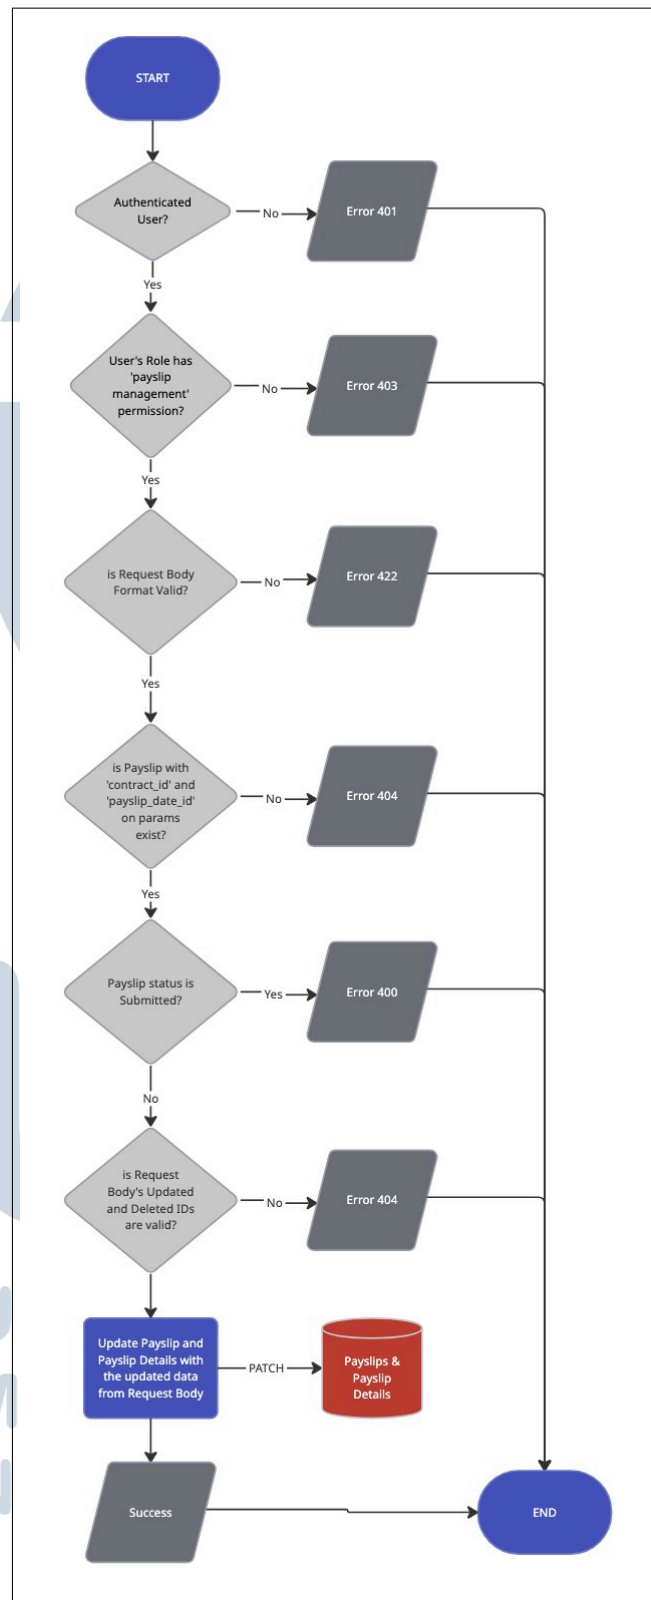 START
Authenticated
User?
No
Error 401
Yes
User's Role has
'payslip
management'
permission?
No
Error 403
Yes
is Request Body
Format Valid?
No
Error 422
Yes
is Payslip with
'contract_id' and
'payslip_date_id'
on params
exist?
No
Error 404
Yes
Payslip status is
Submitted?
Yes
Error 400
No
is Request
Body's Updated
and Deleted IDs
are valid?
No
Error 404
Update Payslip and
Payslip Details with
the updated data
from Request Body
PATCH
Payslips &
Payslip
Details
Success
END